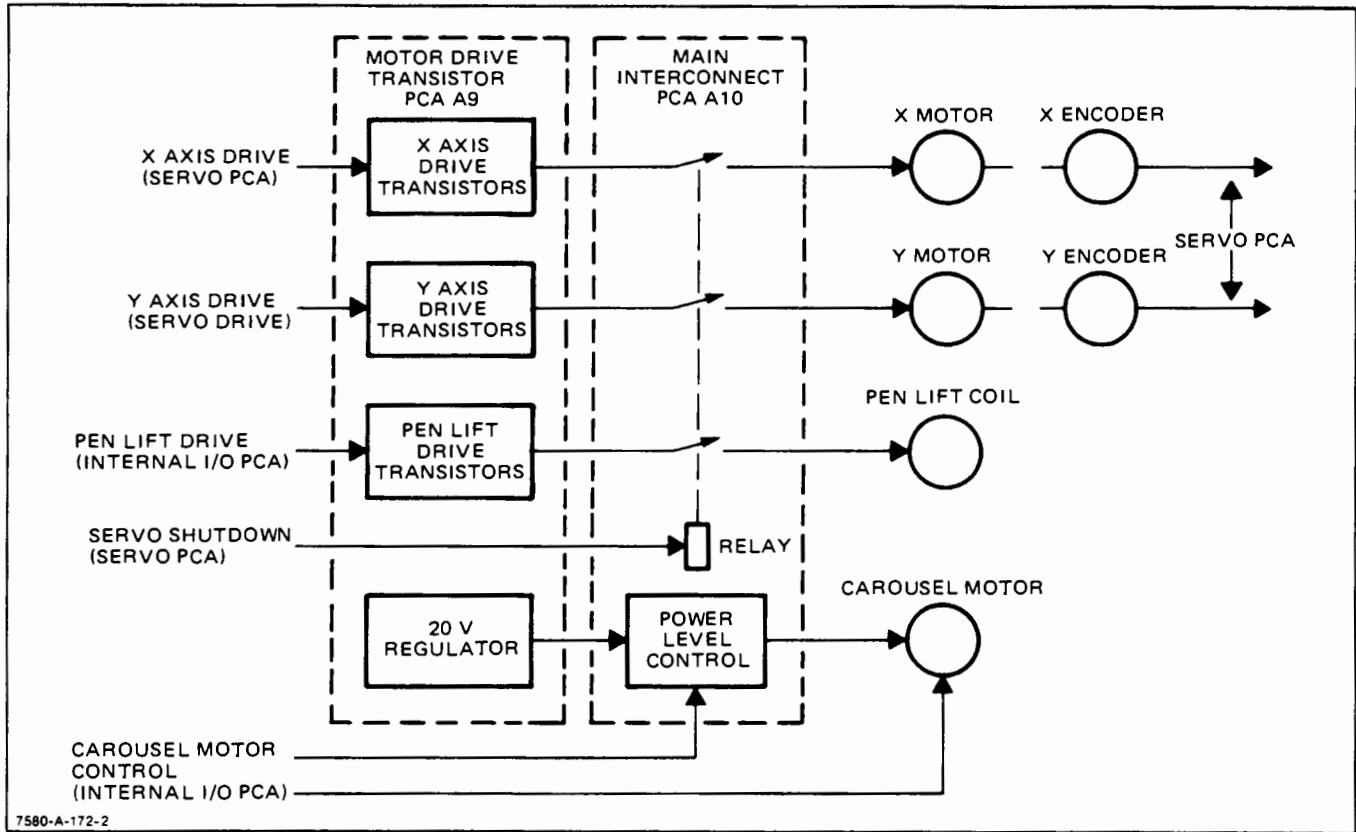 MOTOR DRIVE
TRANSISTOR
PCA A9
MAIN
INTERCONNECT
PCA A10
X AXIS DRIVE
(SERVO PCA)
X AXIS
DRIVE
TRANSISTORS
X MOTOR
X ENCODER
SERVO PCA
Y AXIS DRIVE
(SERVO DRIVE)
Y AXIS
DRIVE
TRANSISTORS
Y MOTOR
Y ENCODER
PEN LIFT DRIVE
(INTERNAL I/O PCA)
PEN LIFT
DRIVE
TRANSISTORS
PEN LIFT COIL
SERVO SHUTDOWN
(SERVO PCA)
RELAY
20 V
REGULATOR
POWER
LEVEL
CONTROL
CAROUSEL MOTOR
CAROUSEL MOTOR
CONTROL
(INTERNAL I/O PCA)
7580-A-172-2